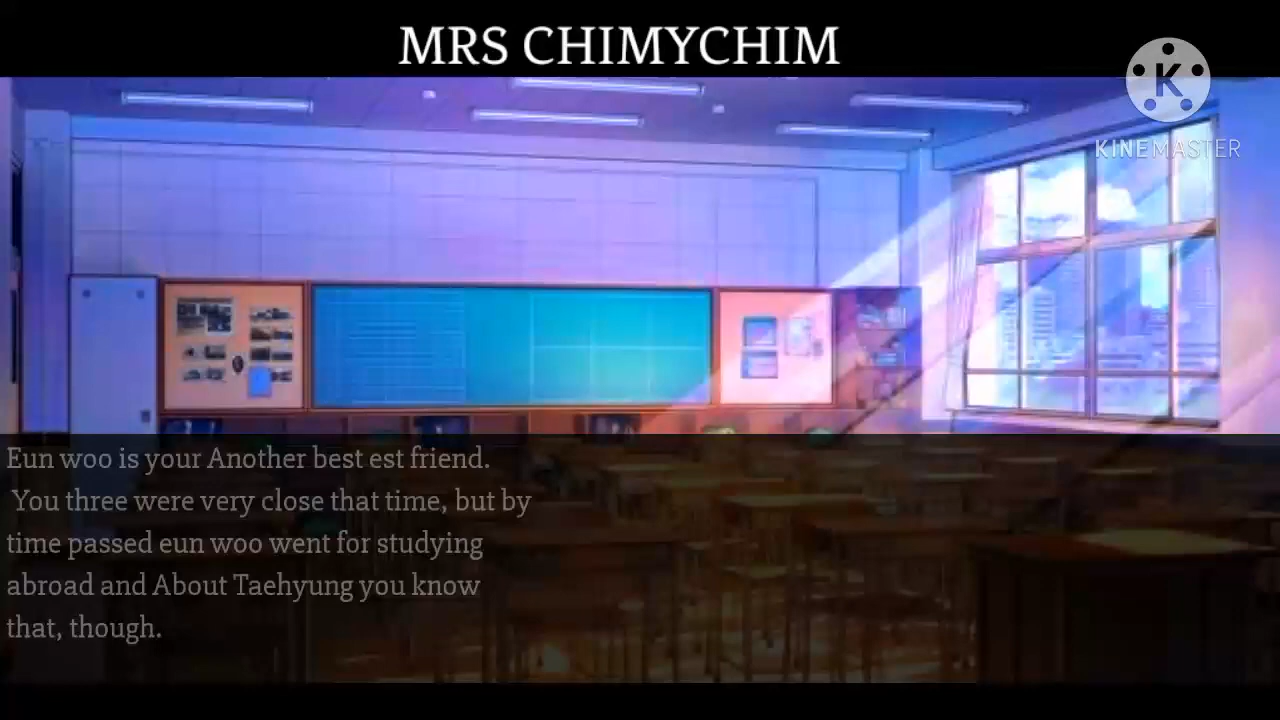 MRS CHIMYCHIM
KINEMASTER
Eun woo is your Another best est friend.
You three were very close that time, but by
time passed eun woo went for studying
abroad and About Taehyung you know
that, though.